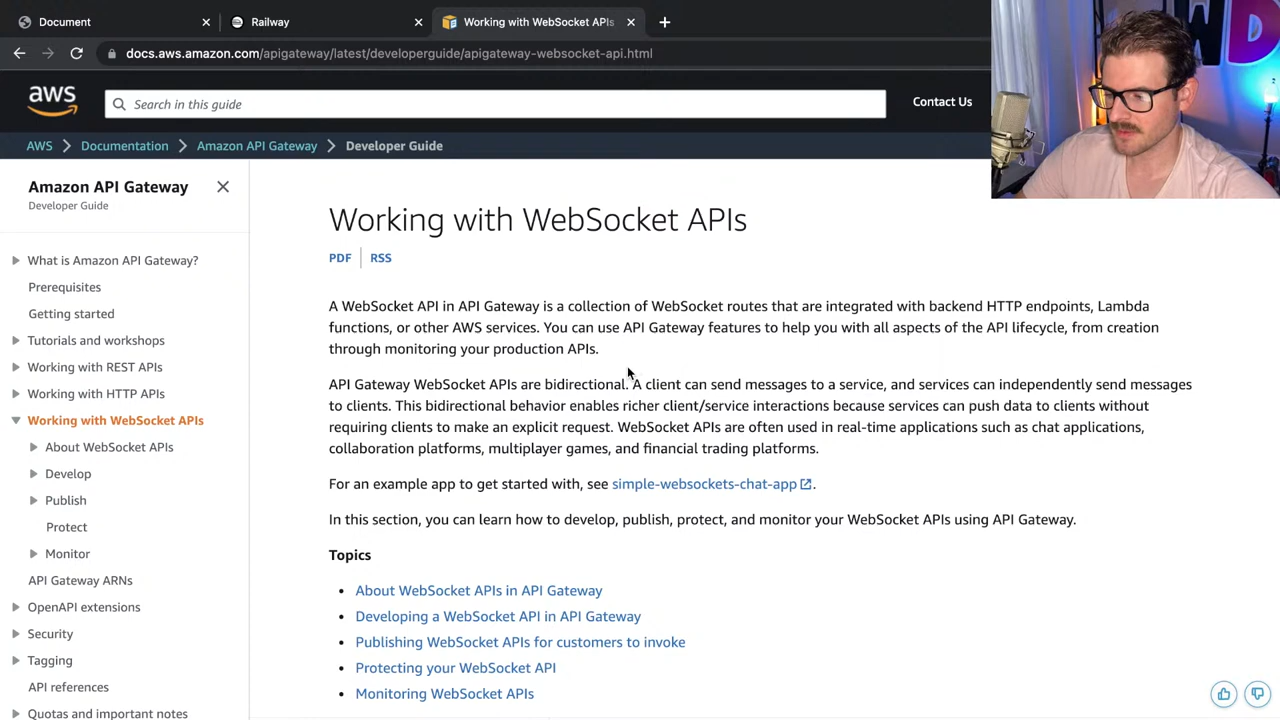 Document
Railway
Working with WebSocket APIs
docs.aws.amazon.com/apigateway/latest/developerguide/apigateway-websocket-api.html
aws
Search in this guide
Contact Us
AWS
Documentation
Amazon API Gateway
Developer Guide
Amazon API Gateway
Developer Guide
What is Amazon API Gateway?
Prerequisites
Getting started
Tutorials and workshops
Working with REST APIs
Working with HTTP APIs
Working with WebSocket APIs
About WebSocket APIs
Develop
Publish
Protect
Monitor
API Gateway ARNs
OpenAPI extensions
Security
Tagging
API references
Quotas and important notes
Working with WebSocket APIs
PDF
RSS
A WebSocket API in API Gateway is a collection of WebSocket routes that are integrated with backend HTTP endpoints, Lambda
functions, or other AWS services. You can use API Gateway features to help you with all aspects of the API lifecycle, from creation
through monitoring your production APIs.
API Gateway WebSocket APIs are bidirectional. A client can send messages to a service, and services can independently send messages
to clients. This bidirectional behavior enables richer client/service interactions because services can push data to clients without
requiring clients to make an explicit request. WebSocket APIs are often used in real-time applications such as chat applications,
collaboration platforms, multiplayer games, and financial trading platforms.
For an example app to get started with, see simple-websockets-chat-app.
In this section, you can learn how to develop, publish, protect, and monitor your WebSocket APIs using API Gateway.
Topics
• About WebSocket APIs in API Gateway
• Developing a WebSocket API in API Gateway
• Publishing WebSocket APIs for customers to invoke
• Protecting your WebSocket API
• Monitoring WebSocket APIs